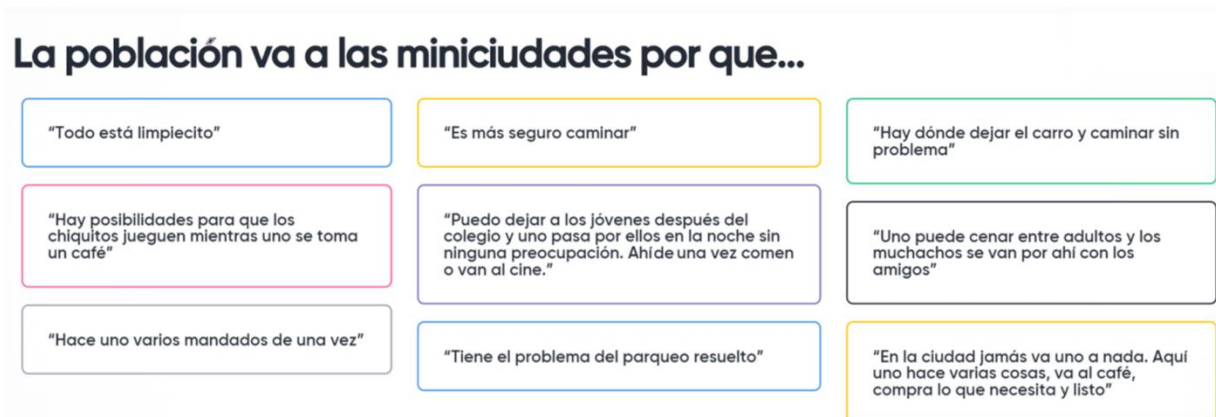 La población va a las miniciudades por que...
“Todo está limpiecito”
“Es más seguro caminar”
“Hay dónde dejar el carro y caminar sin
problema”
“Hay posibilidades para que los
chiquitos jueguen mientras uno se toma
un café”
“Puedo dejar a los jóvenes después del
colegio y uno pasa por ellos en la noche sin
ninguna preocupación. Ahí de una vez comen
o van al cine.”
“Uno puede cenar entre adultos y los
muchachos se van por ahí con los
amigos”
“Hace uno varios mandados de una vez”
“Tiene el problema del parqueo resuelto”
“En la ciudad jamás va uno a nada. Aquí
uno hace varias cosas, va al café,
compra lo que necesita y listo”